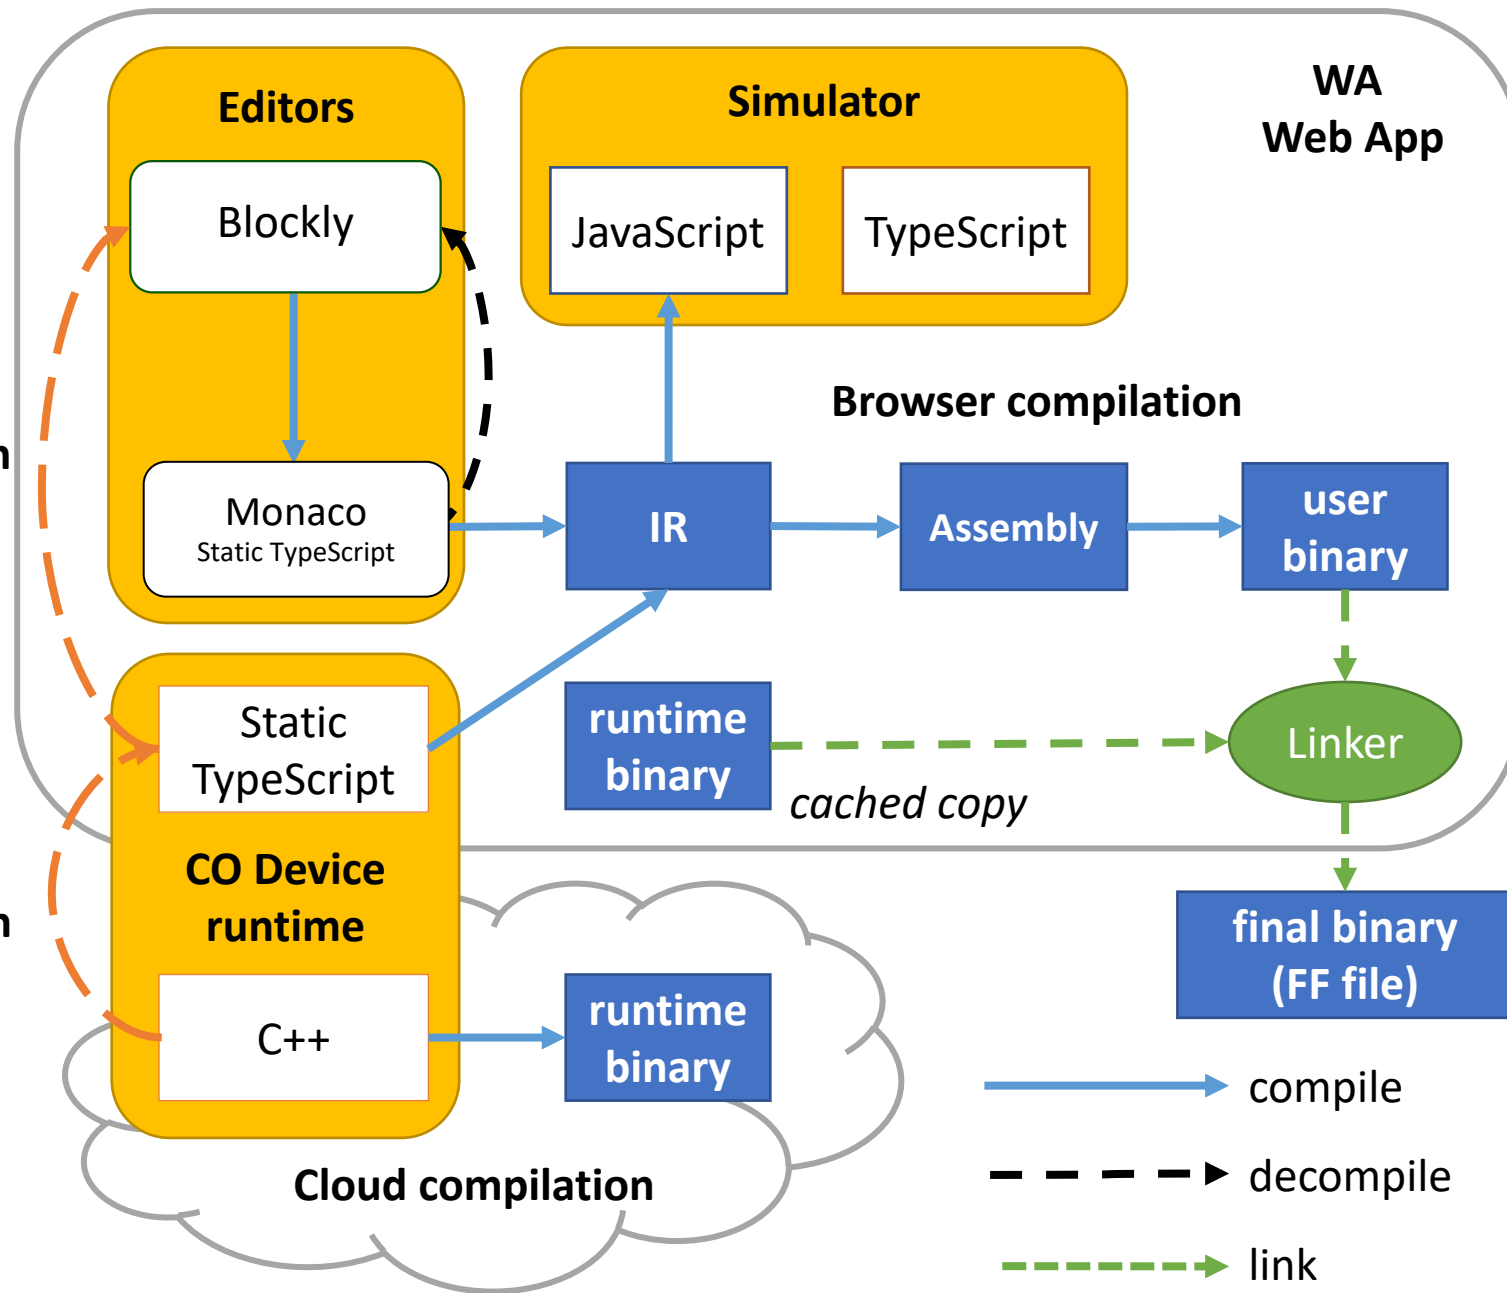 Editors
Blockly
Monaco
Static TypeScript
Simulator
JavaScript
TypeScript
WA
Web App
Browser compilation
IR
Assembly
user
binary
Static
TypeScript
runtime
binary
cached copy
Linker
CO Device
runtime
C++
runtime
binary
Cloud compilation
final binary
(FF file)
compile
decompile
link